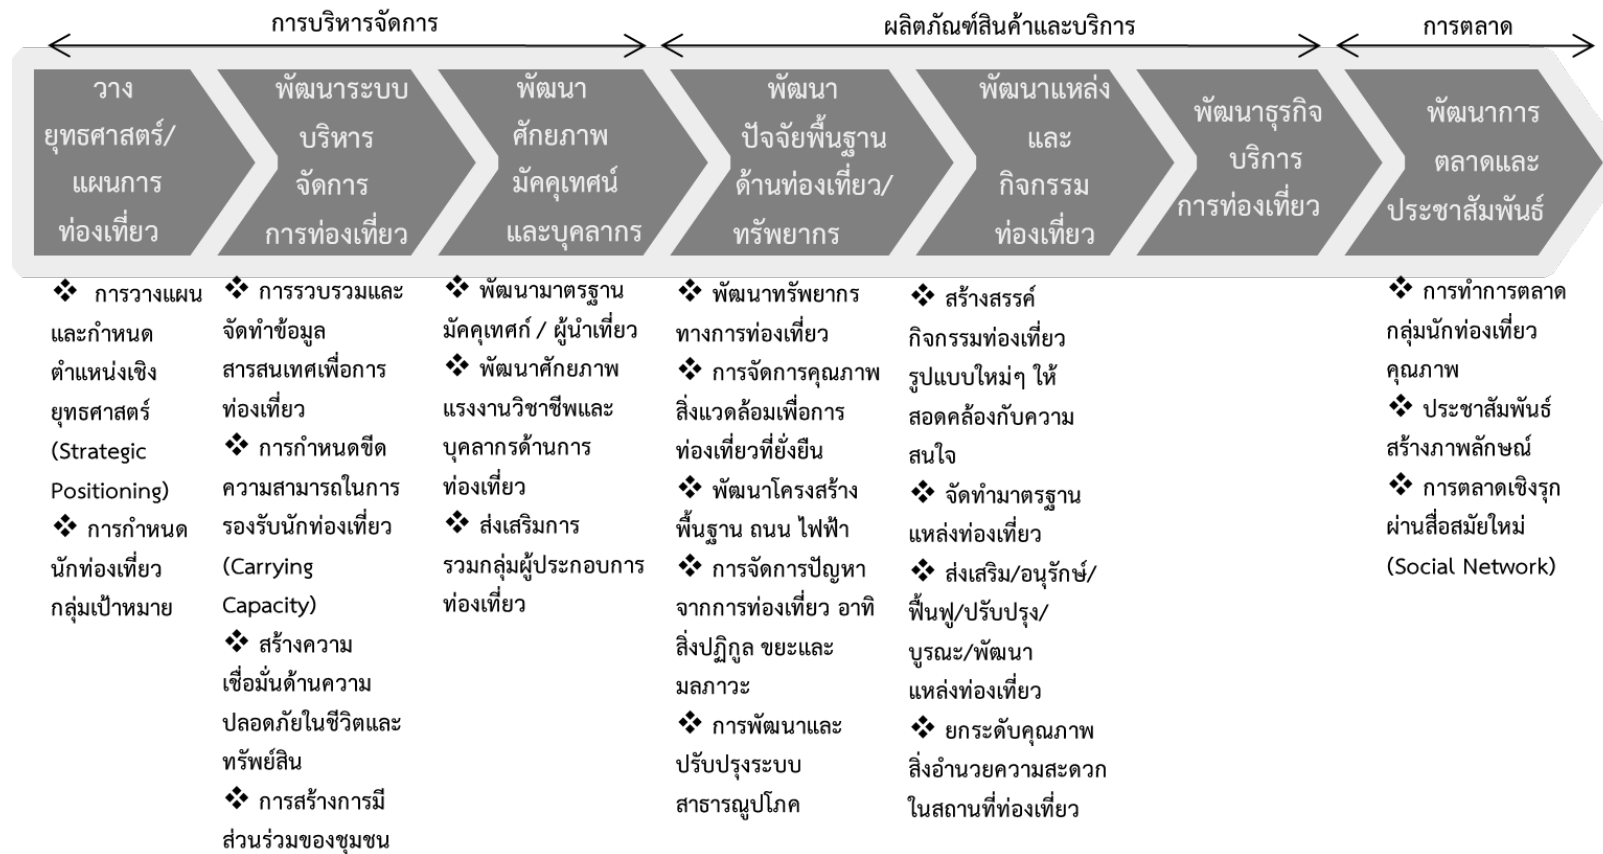 การบริหารจัดการ
ผลิตภัณฑ์สินค้าและบริการ
การตลาด
วาง
ยุทธศาสตร์/
แผนการ
ท่องเที่ยว
พัฒนาระบบ
บริหาร
จัดการ
การท่องเที่ยว
พัฒนา
ศักยภาพ
มัคคุเทศน์
และบุคลากร
พัฒนา
ปัจจัยพื้นฐาน
ด้านท่องเที่ยว/
ทรัพยากร
พัฒนาแหล่ง
และ
กิจกรรม
ท่องเที่ยว
พัฒนาธุรกิจ
บริการ
การท่องเที่ยว
พัฒนาการ
ตลาดและ
ประชาสัมพันธ์
❖ การวางแผน
และกำหนด
ตำแหน่งเชิง
ยุทธศาสตร์
(Strategic
Positioning)
❖ การกำหนด
นักท่องเที่ยว
กลุ่มเป้าหมาย
❖ การรวบรวมและ
จัดทำข้อมูล
สารสนเทศเพื่อการ
ท่องเที่ยว
❖ การกำหนดขีด
ความสามารถในการ
รองรับนักท่องเที่ยว
(Carrying
Capacity)
❖ สร้างความ
เชื่อมั่นด้านความ
ปลอดภัยในชีวิตและ
ทรัพย์สิน
❖ การสร้างการมี
ส่วนร่วมของชุมชน
❖ พัฒนามาตรฐาน
มัคคุเทศก์ / ผู้นำเที่ยว
❖ พัฒนาศักยภาพ
แรงงานวิชาชีพและ
บุคลากรด้านการ
ท่องเที่ยว
❖ ส่งเสริมการ
รวมกลุ่มผู้ประกอบการ
ท่องเที่ยว
❖ พัฒนาทรัพยากร
ทางการท่องเที่ยว
❖ การจัดการคุณภาพ
สิ่งแวดล้อมเพื่อการ
ท่องเที่ยวที่ยั่งยืน
❖ พัฒนาโครงสร้าง
พื้นฐาน ถนน ไฟฟ้า
❖ การจัดการปัญหา
จากการท่องเที่ยว อาทิ
สิ่งปฏิกูล ขยะและ
มลภาวะ
❖ การพัฒนาและ
ปรับปรุงระบบ
สาธารณูปโภค
❖ สร้างสรรค์
กิจกรรมท่องเที่ยว
รูปแบบใหม่ๆ ให้
สอดคล้องกับความ
สนใจ
❖ จัดทำมาตรฐาน
แหล่งท่องเที่ยว
❖ ส่งเสริม/อนุรักษ์/
ฟื้นฟู/ปรับปรุง/
บูรณะ/พัฒนา
แหล่งท่องเที่ยว
❖ ยกระดับคุณภาพ
สิ่งอำนวยความสะดวก
ในสถานที่ท่องเที่ยว
❖ การทำการตลาด
กลุ่มนักท่องเที่ยว
คุณภาพ
❖ ประชาสัมพันธ์
สร้างภาพลักษณ์
❖ การตลาดเชิงรุก
ผ่านสื่อสมัยใหม่
(Social Network)